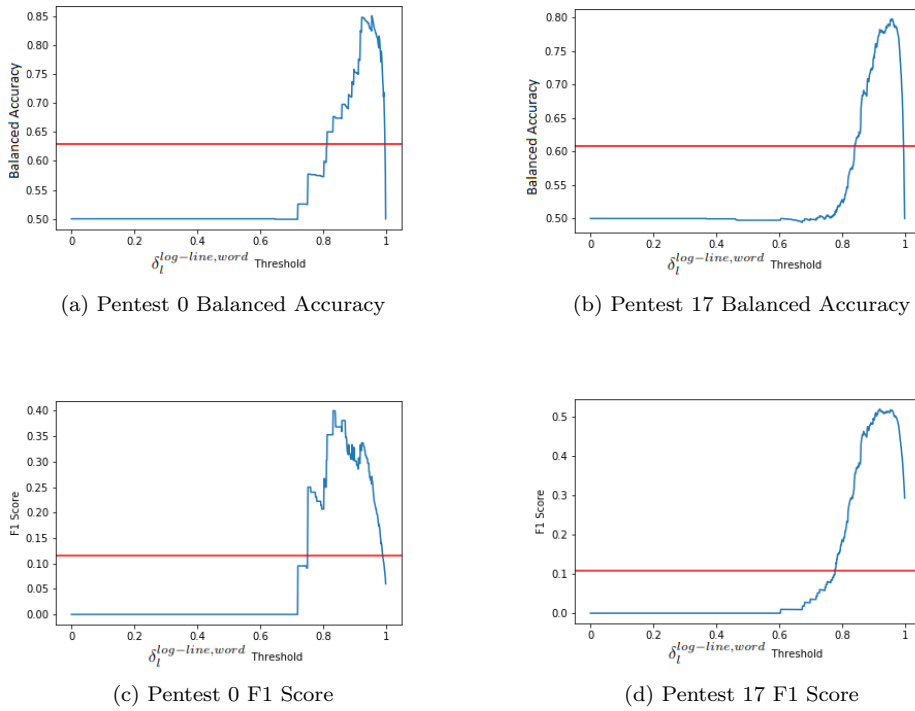 0.85
0.80
0.75
0.70
0.65
0.60
0.55
0.50
Balanced Accuracy
0 0.2 0.4 0.6 0.8 1
δ_l^{log-line,word} Threshold
(a) Pentest 0 Balanced Accuracy
0.80
0.75
0.70
0.65
0.60
0.55
0.50
Balanced Accuracy
0 0.2 0.4 0.6 0.8 1
δ_l^{log-line,word} Threshold
(b) Pentest 17 Balanced Accuracy
0.40
0.35
0.30
0.25
0.20
0.15
0.10
0.05
0.00
F1 Score
0 0.2 0.4 0.6 0.8 1
δ_l^{log-line,word} Threshold
(c) Pentest 0 F1 Score
0.5
0.4
0.3
0.2
0.1
0.0
F1 Score
0 0.2 0.4 0.6 0.8 1
δ_l^{log-line,word} Threshold
(d) Pentest 17 F1 Score